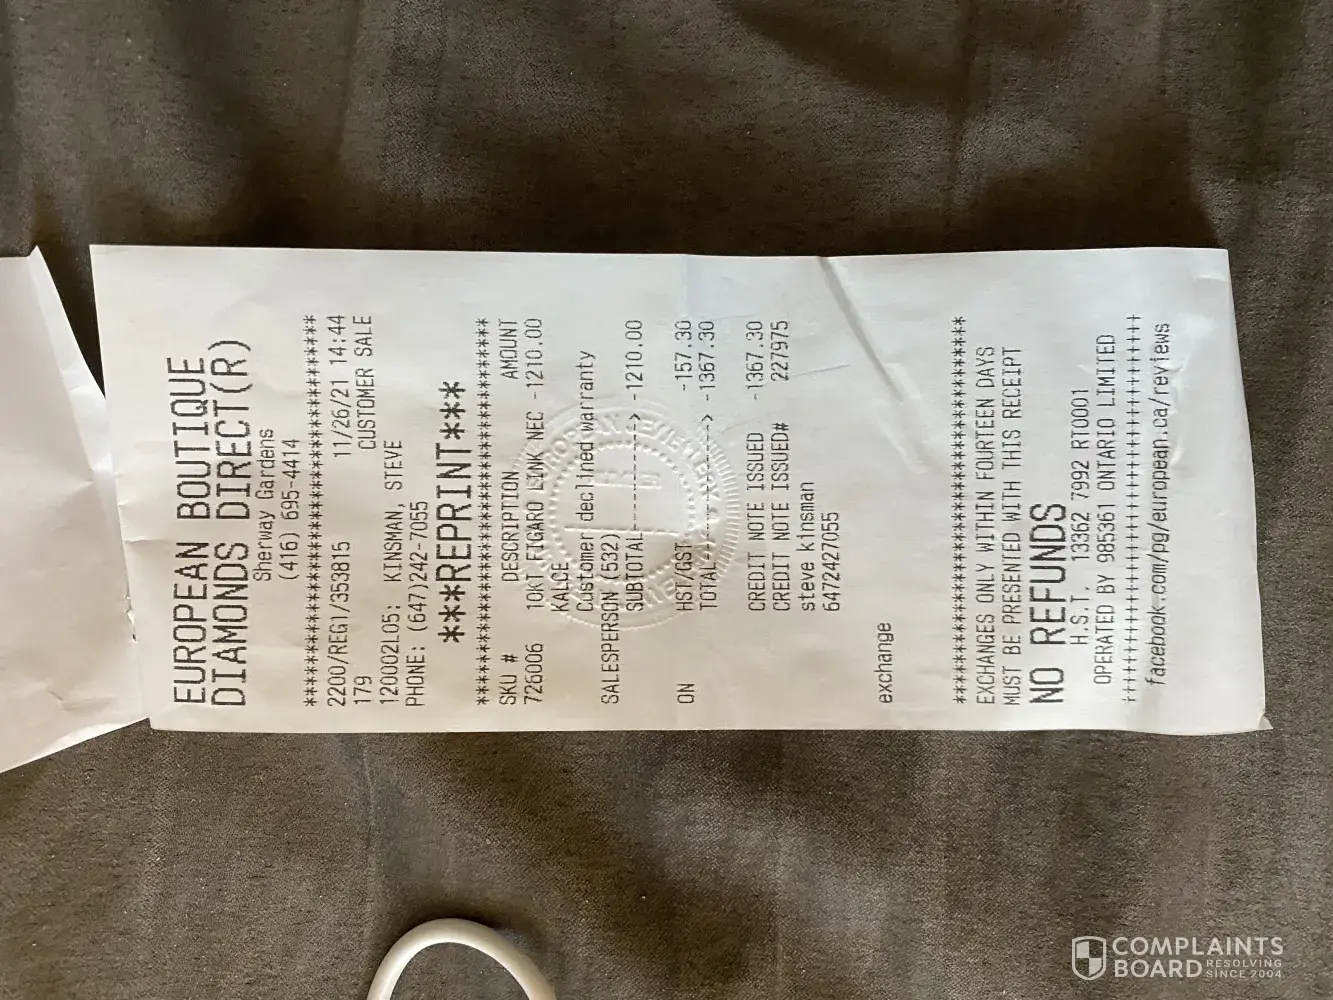 EUROPEAN BOUTIQUE
DIAMONDS DIRECT(R)
Sherway Gardens
(416) 695-4414
************************************
2200/REG1/353815 11/26/21 14:44
179 CUSTOMER SALE
120002L05: KINSMAN, STEVE
PHONE: (647)242-7055
***REPRINT***
************************************
SKU # DESCRIPTION AMOUNT
726006 10KT FIGARO LINK NEC -1210.00
KALCE
Customer declined warranty
SALESPERSON (532)
SUBTOTAL------------> -1210.00
ON HST/GST -157.30
TOTAL---------------> -1367.30
CREDIT NOTE ISSUED -1367.30
CREDIT NOTE ISSUED# 227975
steve kinsman
6472427055
exchange
************************************
EXCHANGES ONLY WITHIN FOURTEEN DAYS
MUST BE PRESENTED WITH THIS RECEIPT
NO REFUNDS
H.S.T. 13362 7992 RT0001
OPERATED BY 985361 ONTARIO LIMITED
++++++++++++++++++++++++++++++++++++
facebook.com/pg/european.ca/reviews
COMPLAINTS
BOARD RESOLVING
SINCE 2004